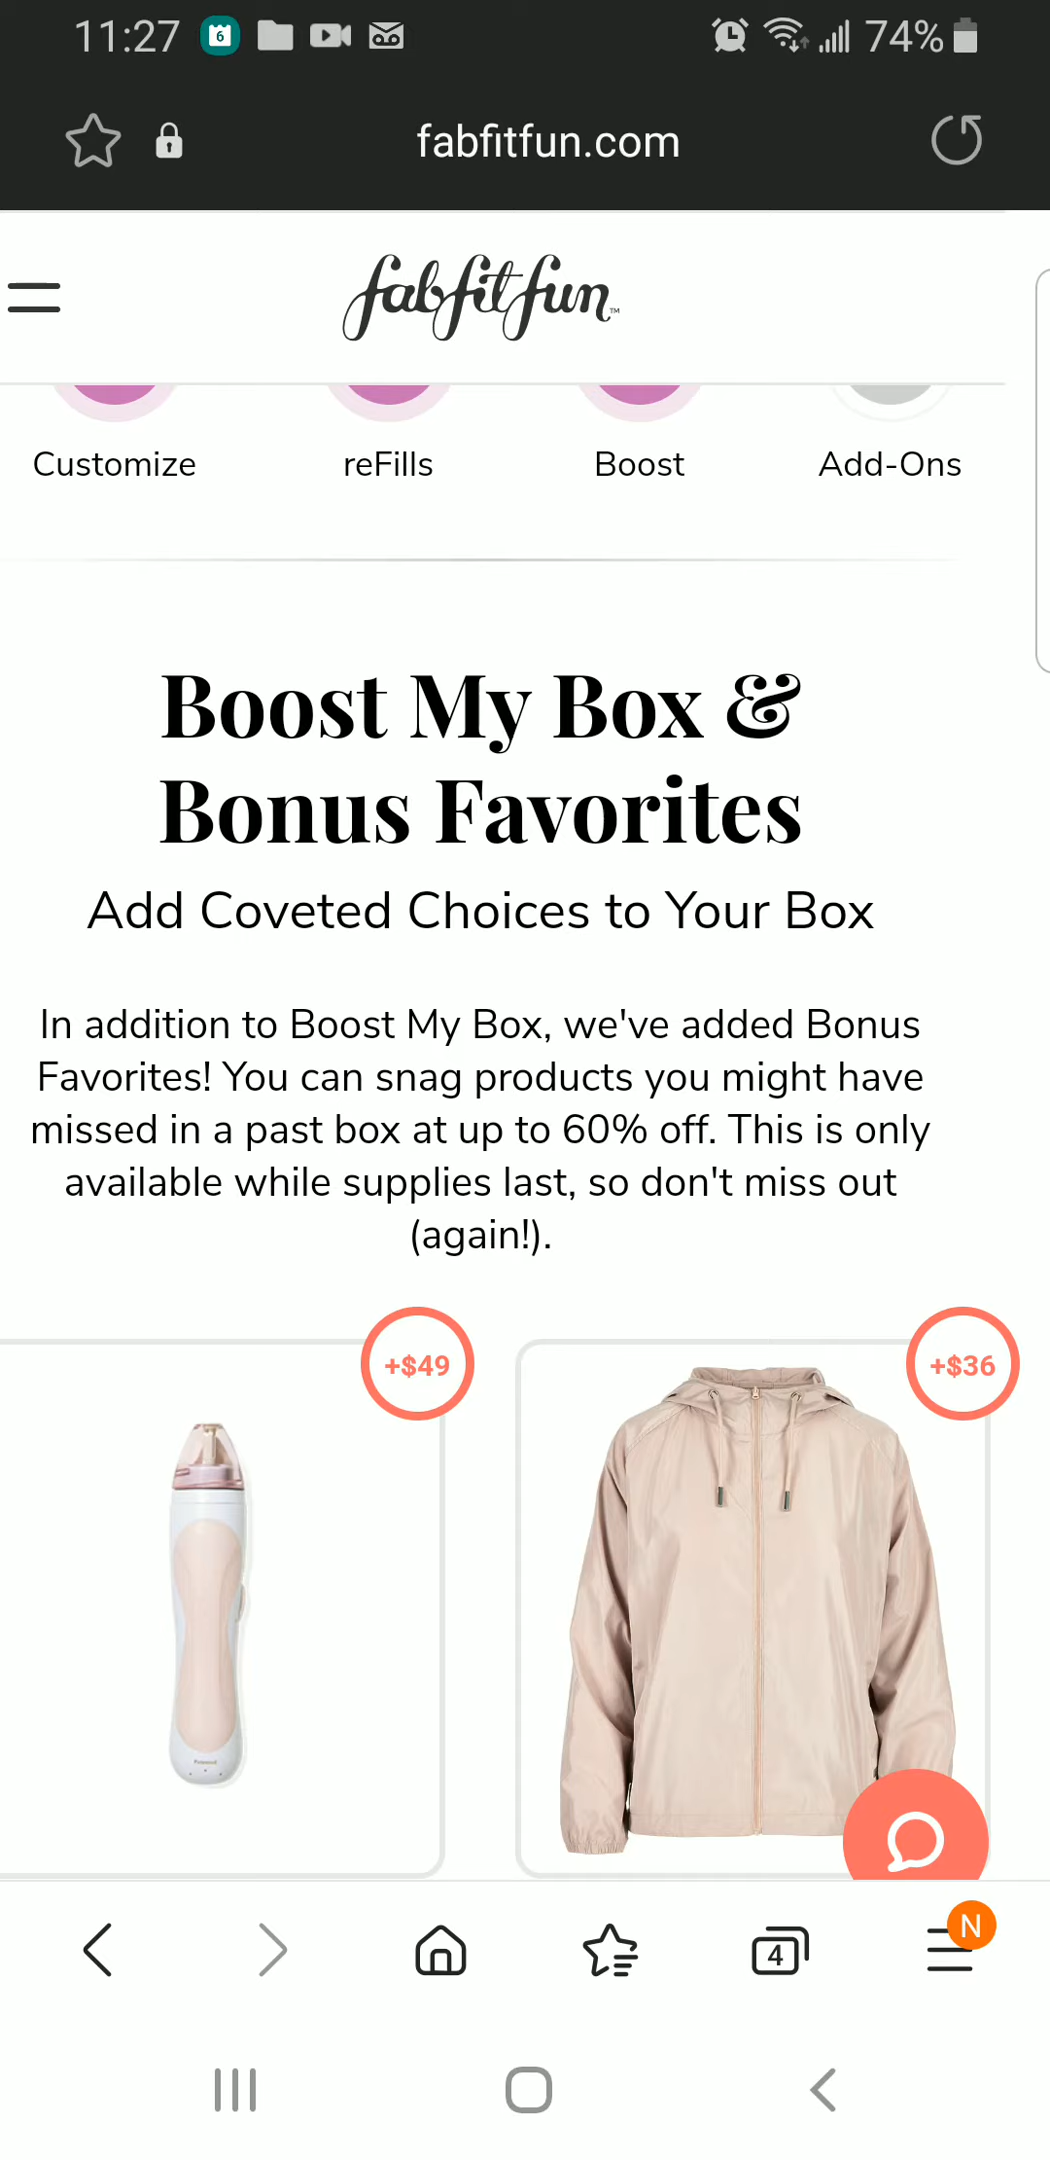 11:27 6 74%
fabfitfun.com
fabfitfun™
Customize reFills Boost Add-Ons
Boost My Box &
Bonus Favorites
Add Coveted Choices to Your Box
In addition to Boost My Box, we've added Bonus
Favorites! You can snag products you might have
missed in a past box at up to 60% off. This is only
available while supplies last, so don't miss out
(again!).
+$49 +$36
4 N